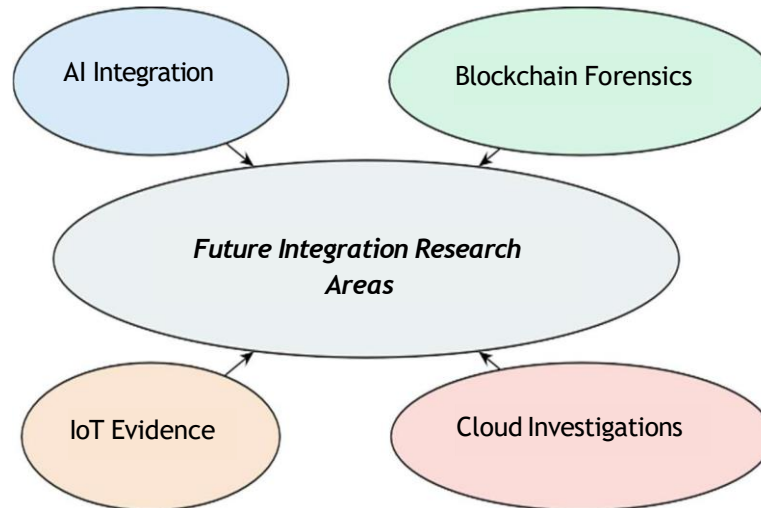 AI Integration
Blockchain Forensics
Future Integration Research
Areas
IoT Evidence
Cloud Investigations